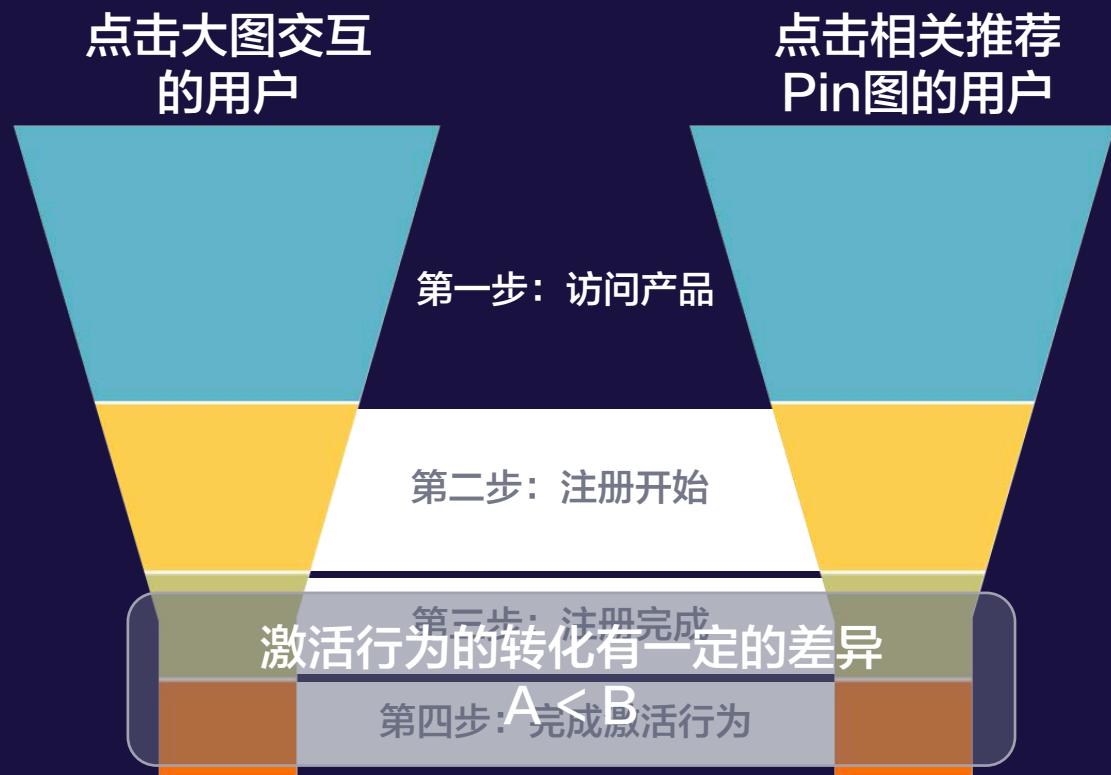 点击大图交互
的用户
点击相关推荐
Pin图的用户
第一步：访问产品
第二步：注册开始
第三步：注册完成
激活行为的转化有一定的差异
A < B
第四步：完成激活行为